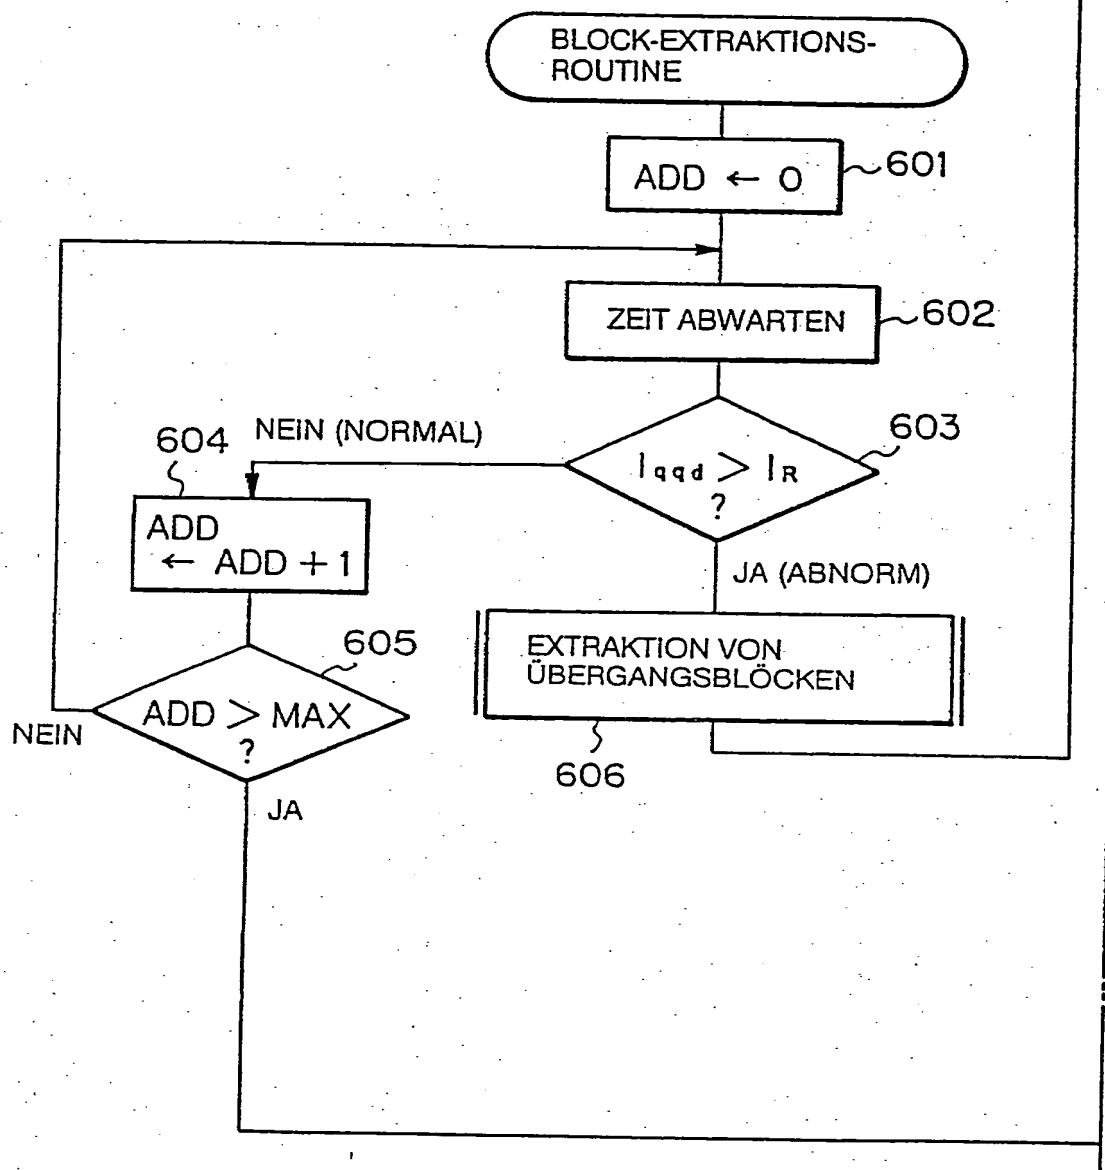 BLOCK-EXTRAKTIONS-
ROUTINE
ADD ← 0
601
ZEIT ABWARTEN
602
603
Iqqd > IR
?
NEIN (NORMAL)
604
ADD
← ADD + 1
JA (ABNORM)
605
ADD > MAX
?
NEIN
JA
EXTRAKTION VON
ÜBERGANGSBLÖCKEN
606